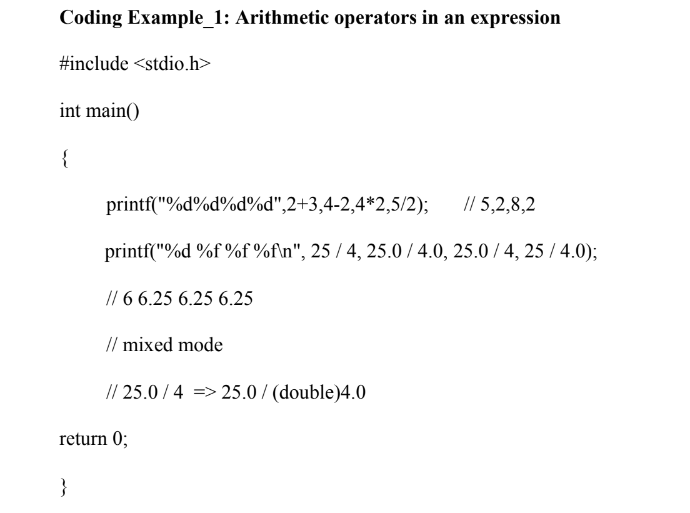 Coding Example_1: Arithmetic operators in an expression
#include <stdio.h>
int main()
{
printf("%d%d%d%d",2+3,4-2,4*2,5/2); // 5,2,8,2
printf("%d %f %f %f\n", 25 / 4, 25.0 / 4.0, 25.0 / 4, 25 / 4.0);
// 6 6.25 6.25 6.25
// mixed mode
// 25.0 / 4 => 25.0 / (double)4.0
return 0;
}